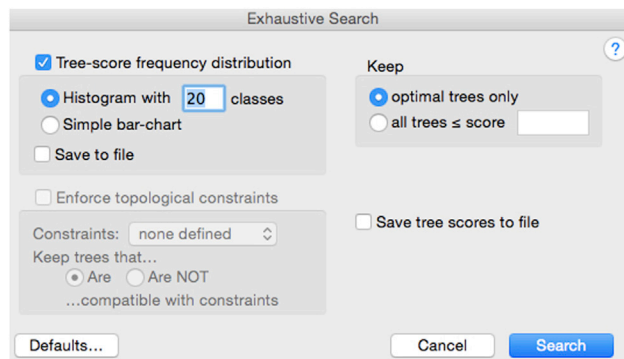 Exhaustive Search
?
Tree-score frequency distribution
Histogram with 20 classes
Simple bar-chart
Save to file
Keep
optimal trees only
all trees ≤ score
Enforce topological constraints
Constraints: none defined
Keep trees that...
Are Are NOT
...compatible with constraints
Save tree scores to file
Defaults... Cancel Search